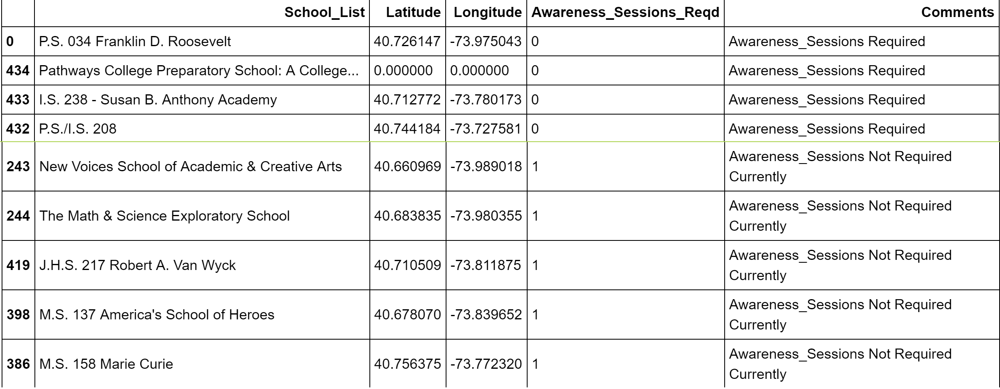 School_List Latitude Longitude Awareness_Sessions_Reqd Comments
0 P.S. 034 Franklin D. Roosevelt 40.726147 -73.975043 0 Awareness_Sessions Required
434 Pathways College Preparatory School: A College... 0.000000 0.000000 0 Awareness_Sessions Required
433 I.S. 238 - Susan B. Anthony Academy 40.712772 -73.780173 0 Awareness_Sessions Required
432 P.S./I.S. 208 40.744184 -73.727581 0 Awareness_Sessions Required
243 New Voices School of Academic & Creative Arts 40.660969 -73.989018 1 Awareness_Sessions Not Required
Currently
244 The Math & Science Exploratory School 40.683835 -73.980355 1 Awareness_Sessions Not Required
Currently
419 J.H.S. 217 Robert A. Van Wyck 40.710509 -73.811875 1 Awareness_Sessions Not Required
Currently
398 M.S. 137 America's School of Heroes 40.678070 -73.839652 1 Awareness_Sessions Not Required
Currently
386 M.S. 158 Marie Curie 40.756375 -73.772320 1 Awareness_Sessions Not Required
Currently